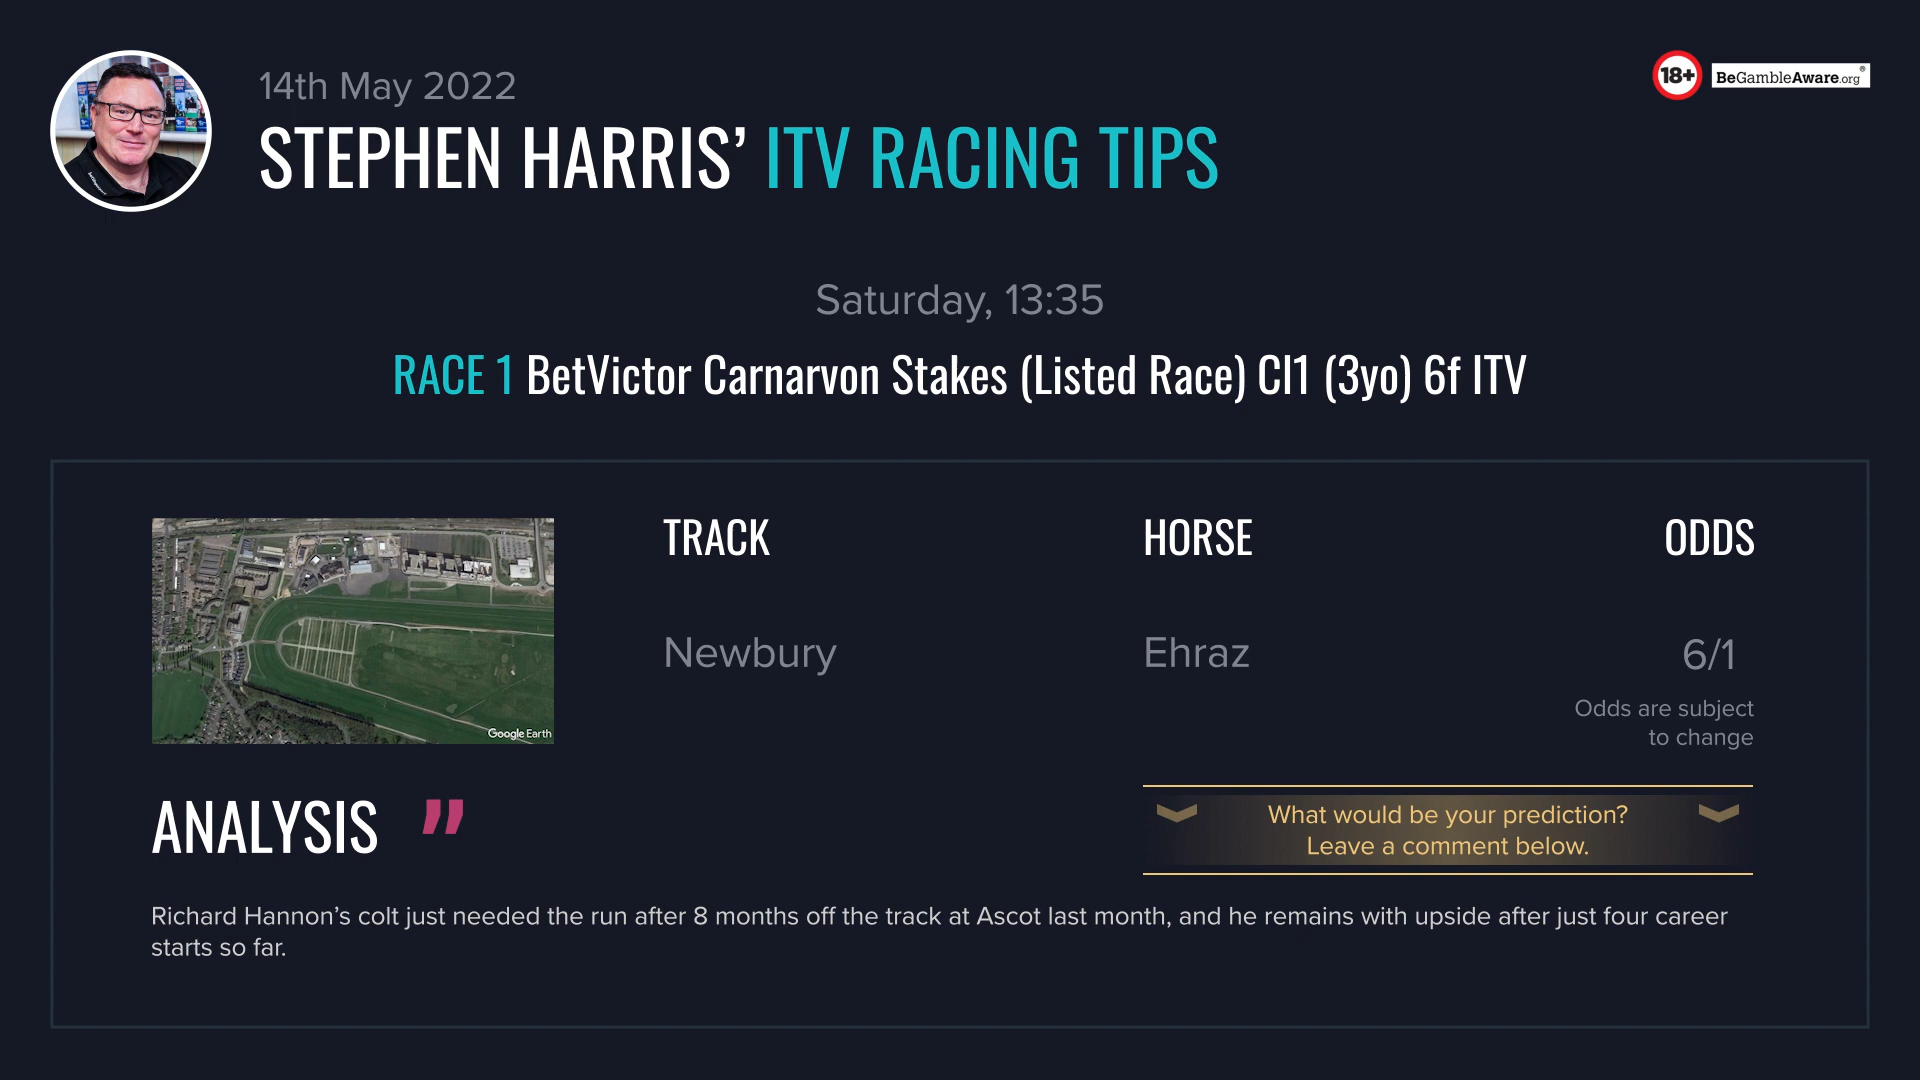 14th May 2022
STEPHEN HARRIS’ ITV RACING TIPS
18+ BeGambleAware.org®
Saturday, 13:35
RACE 1 BetVictor Carnarvon Stakes (Listed Race) Cl1 (3yo) 6f ITV
TRACK HORSE ODDS
Newbury Ehraz 6/1
Odds are subject
to change
Google Earth
ANALYSIS ”
What would be your prediction?
Leave a comment below.
Richard Hannon’s colt just needed the run after 8 months off the track at Ascot last month, and he remains with upside after just four career
starts so far.